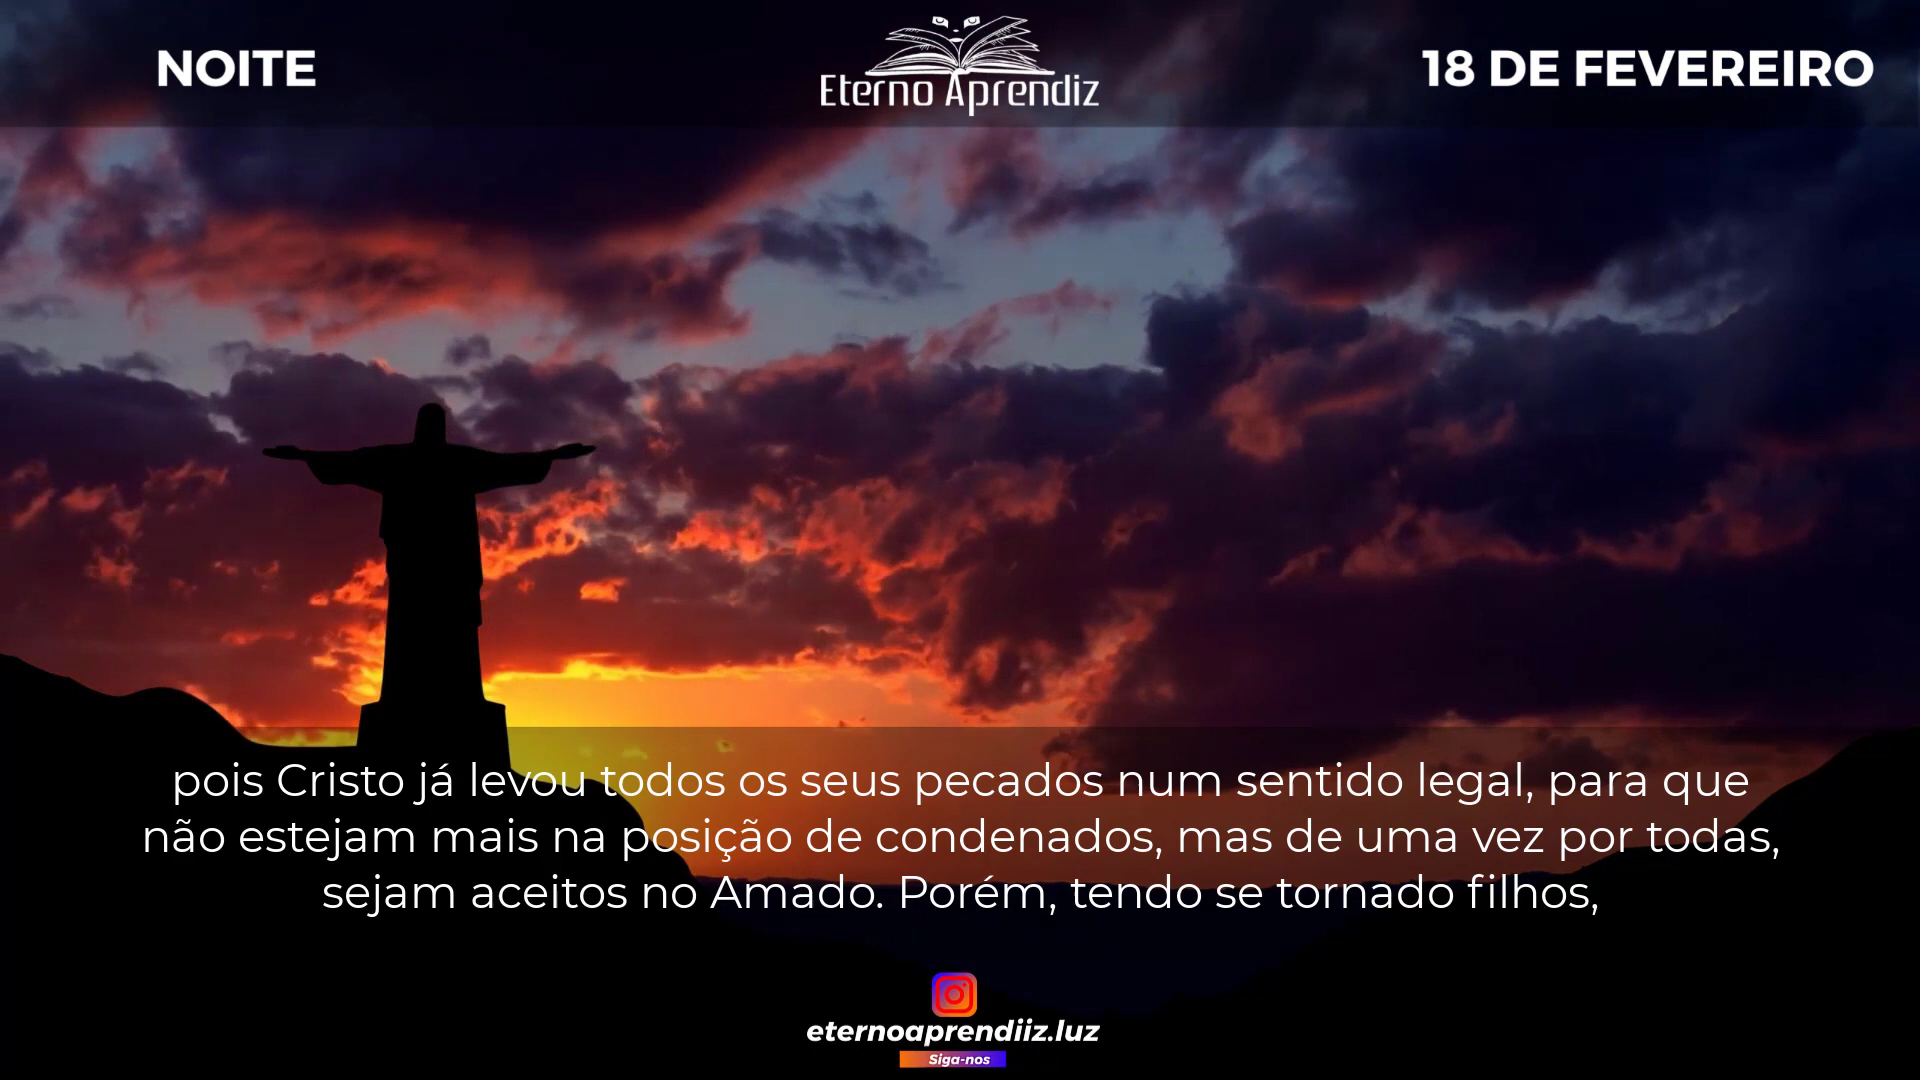 NOITE
Eterno Aprendiz
18 DE FEVEREIRO
pois Cristo já levou todos os seus pecados num sentido legal, para que
não estejam mais na posição de condenados, mas de uma vez por todas,
sejam aceitos no Amado. Porém, tendo se tornado filhos,
eternoaprendiiz.luz
Siga-nos